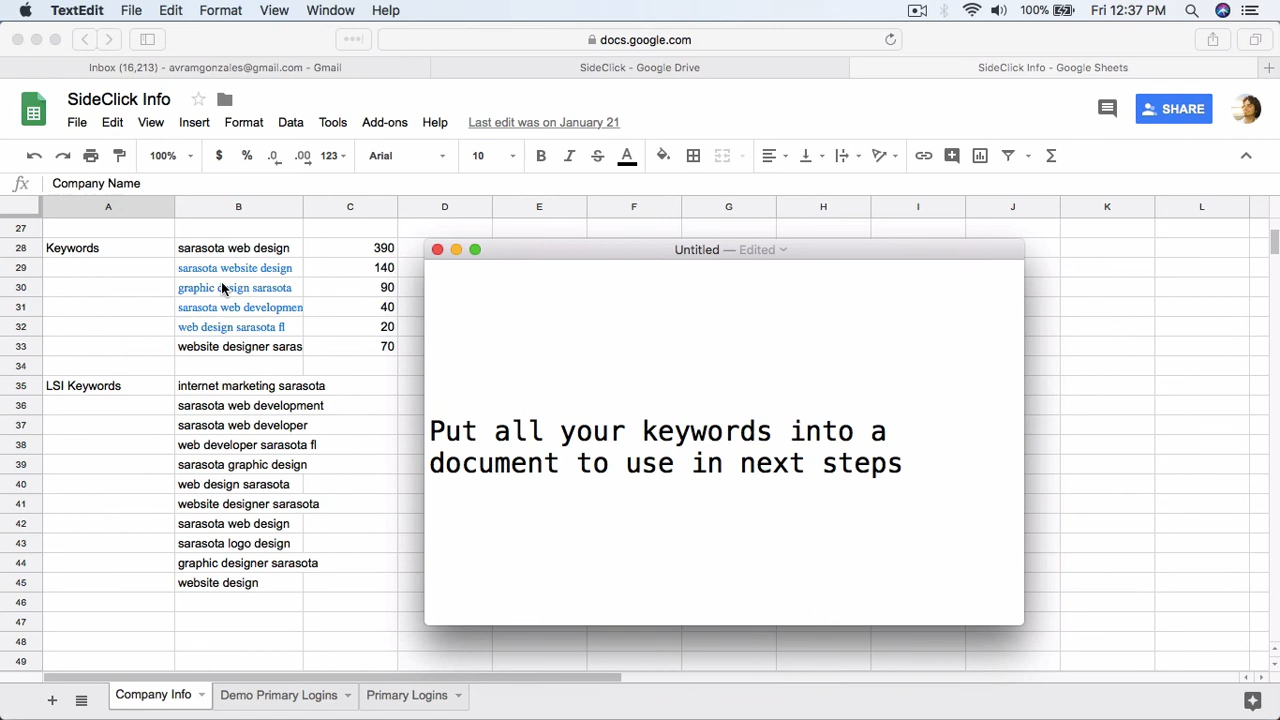 TextEdit File Edit Format View Window Help 100% Fri 12:37 PM
docs.google.com
Inbox (16,213) - avramgonzales@gmail.com - Gmail SideClick - Google Drive SideClick Info - Google Sheets
SideClick Info
File Edit View Insert Format Data Tools Add-ons Help Last edit was on January 21
SHARE
100% $ % .0 .00 123 Arial 10 B I S A
fx Company Name
A B C D E F G H I J K L
27
28 Keywords sarasota web design 390
29 sarasota website design 140
30 graphic design sarasota 90
31 sarasota web developmen 40
32 web design sarasota fl 20
33 website designer saras 70
34
35 LSI Keywords internet marketing sarasota
36 sarasota web development
37 sarasota web developer
38 web developer sarasota fl
39 sarasota graphic design
40 web design sarasota
41 website designer sarasota
42 sarasota web design
43 sarasota logo design
44 graphic designer sarasota
45 website design
46
47
48
49
Untitled — Edited
Put all your keywords into a
document to use in next steps
Company Info Demo Primary Logins Primary Logins